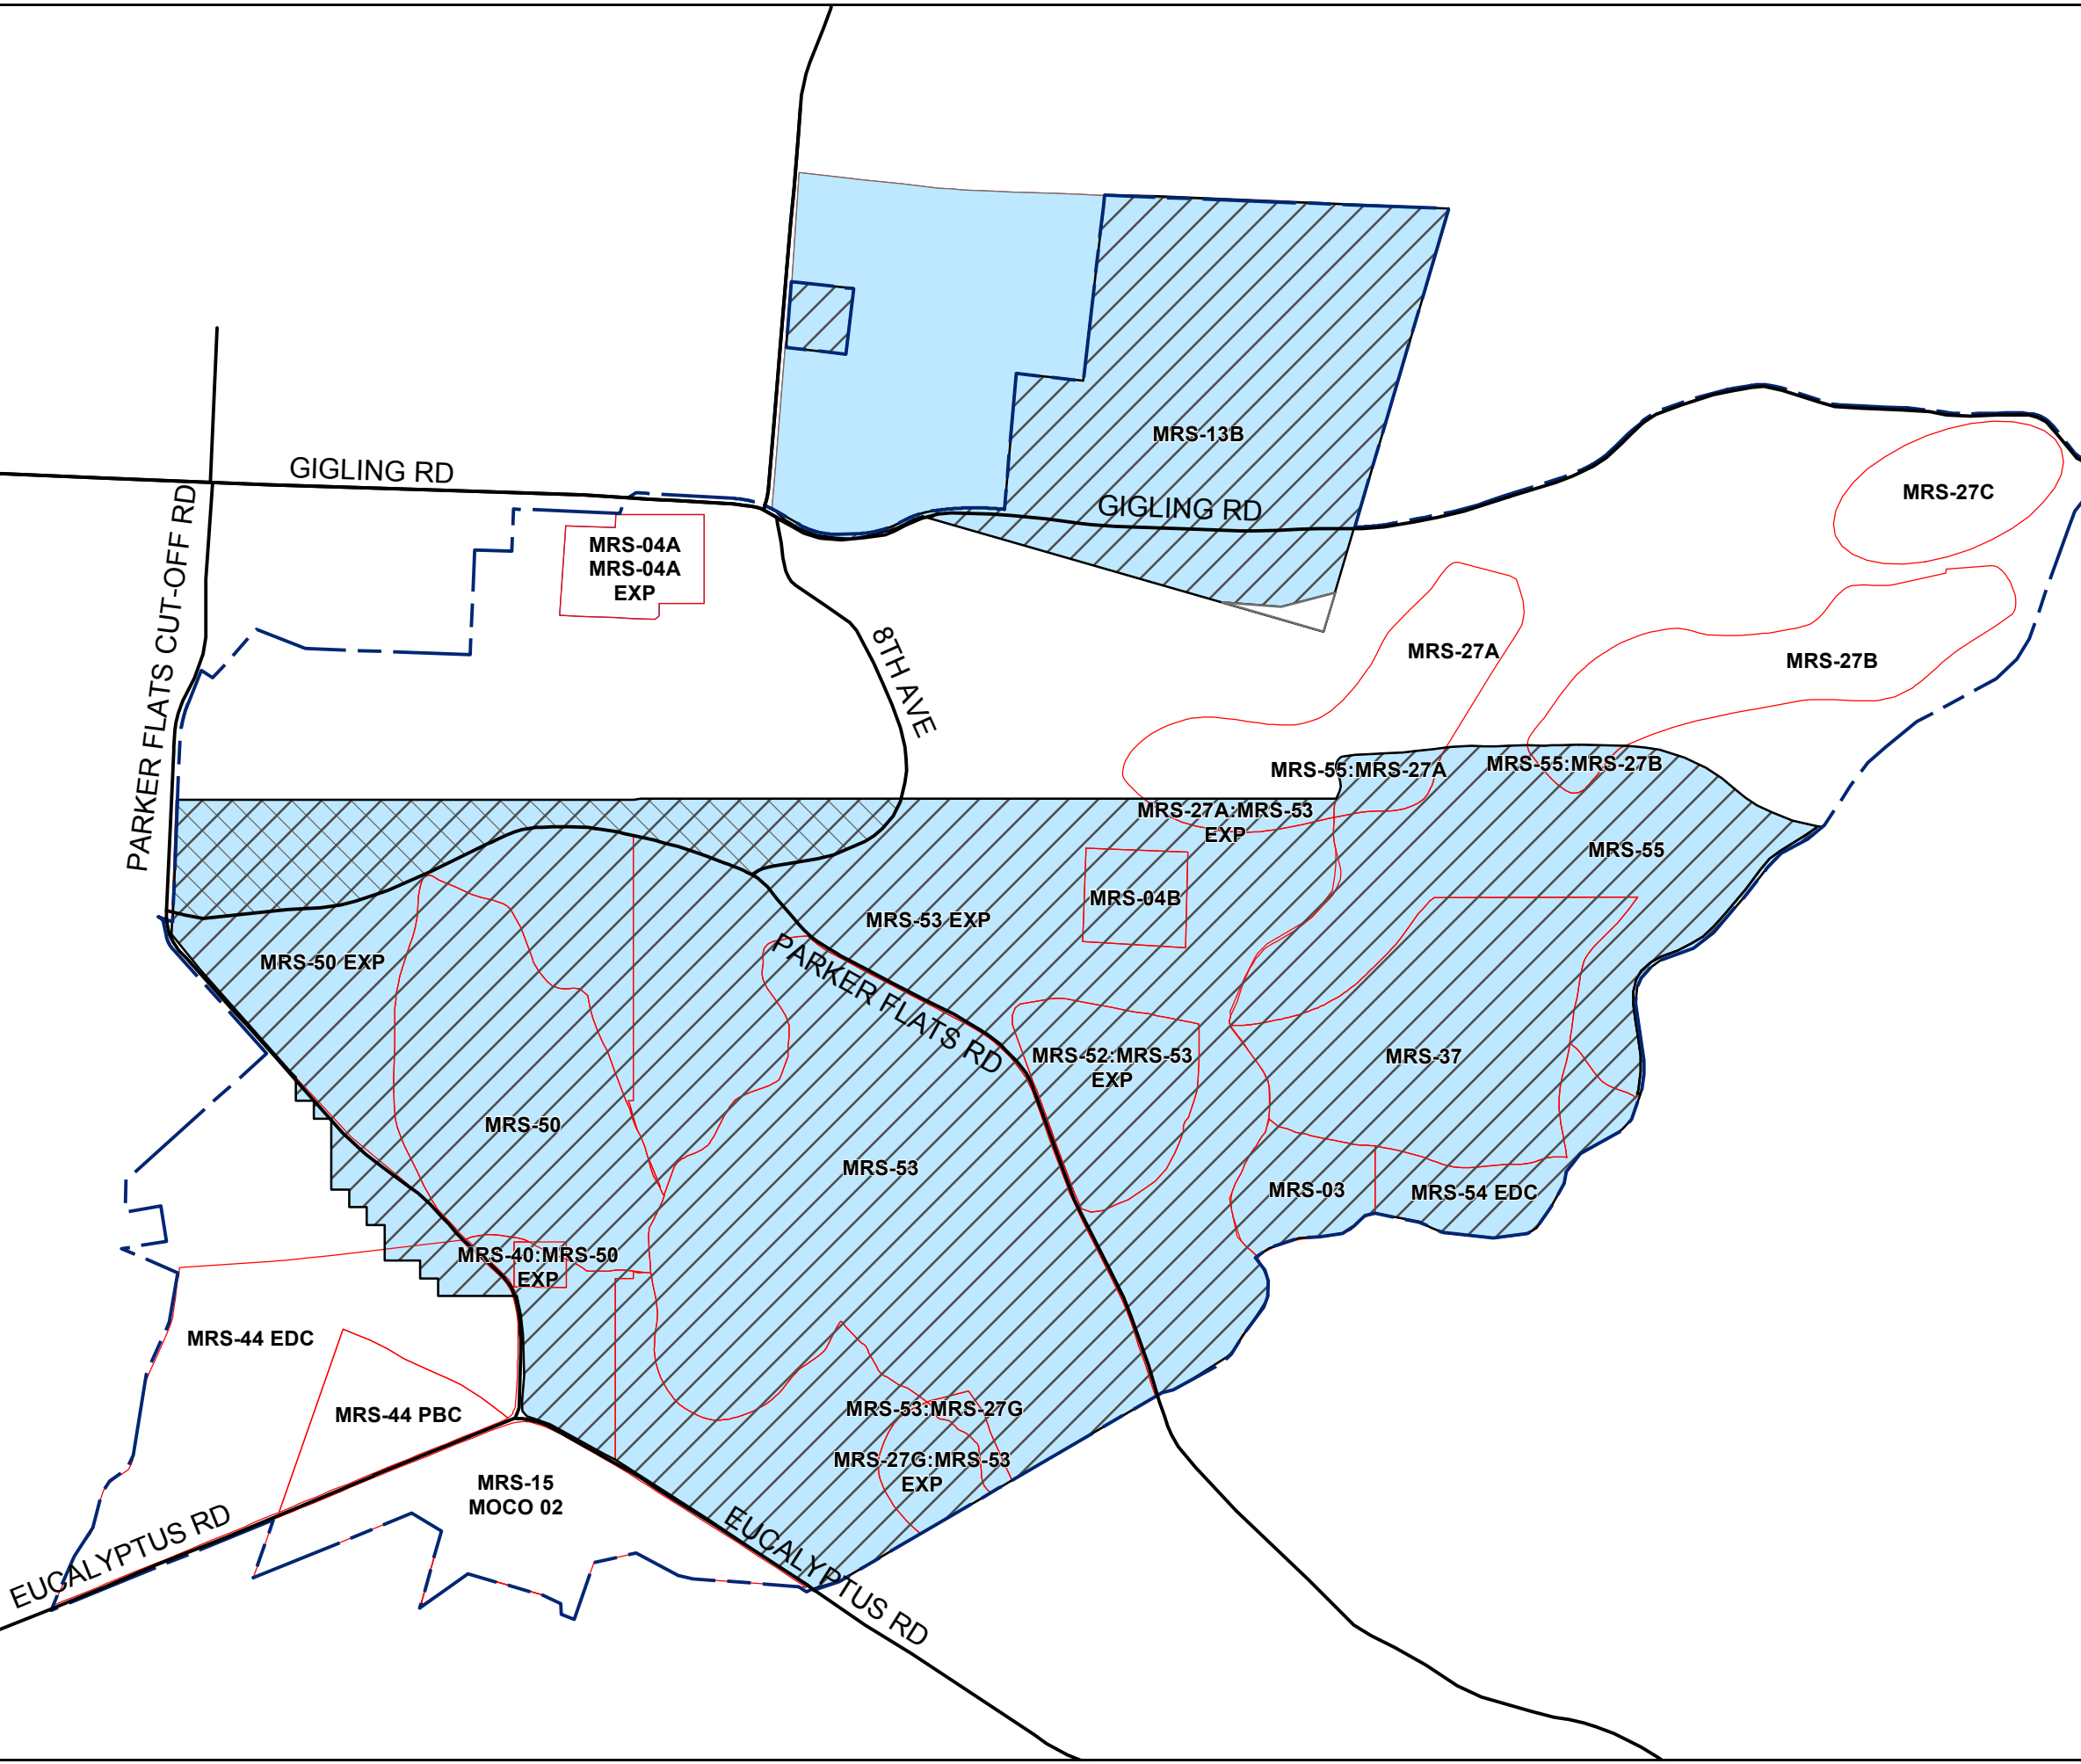 MRS-13B
GIGLING RD
GIGLING RD
MRS-27C
PARKER FLATS CUT-OFF RD
MRS-04A
MRS-04A
EXP
8TH AVE
MRS-27A
MRS-27B
MRS-55:MRS-27A
MRS-55:MRS-27B
MRS-27A:MRS-53
EXP
MRS-55
MRS-04B
MRS-53 EXP
MRS-50 EXP
PARKER FLATS RD
MRS-52:MRS-53
EXP
MRS-37
MRS-50
MRS-53
MRS-03
MRS-54 EDC
MRS-40:MRS-50
EXP
MRS-44 EDC
MRS-44 PBC
MRS-53:MRS-27G
MRS-27G:MRS-53
EXP
MRS-15
MOCO 02
EUCALYPTUS RD
EUCALYPTUS RD